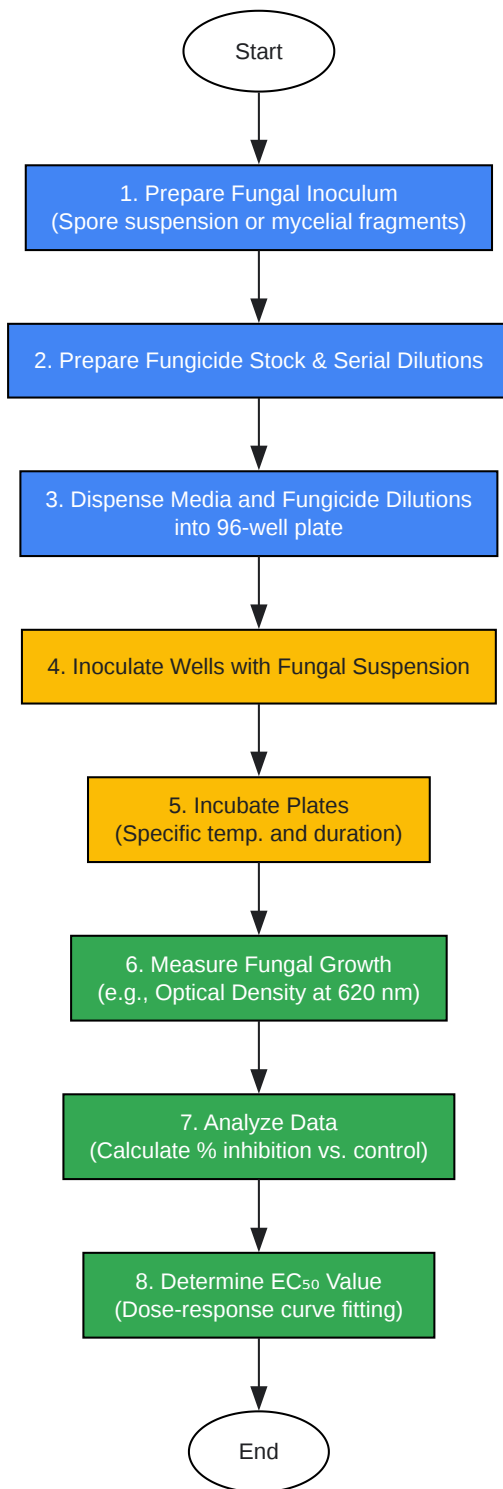 Start
1. Prepare Fungal Inoculum
(Spore suspension or mycelial fragments)
2. Prepare Fungicide Stock & Serial Dilutions
3. Dispense Media and Fungicide Dilutions
into 96-well plate
4. Inoculate Wells with Fungal Suspension
5. Incubate Plates
(Specific temp. and duration)
6. Measure Fungal Growth
(e.g., Optical Density at 620 nm)
7. Analyze Data
(Calculate % inhibition vs. control)
8. Determine EC₅₀ Value
(Dose-response curve fitting)
End